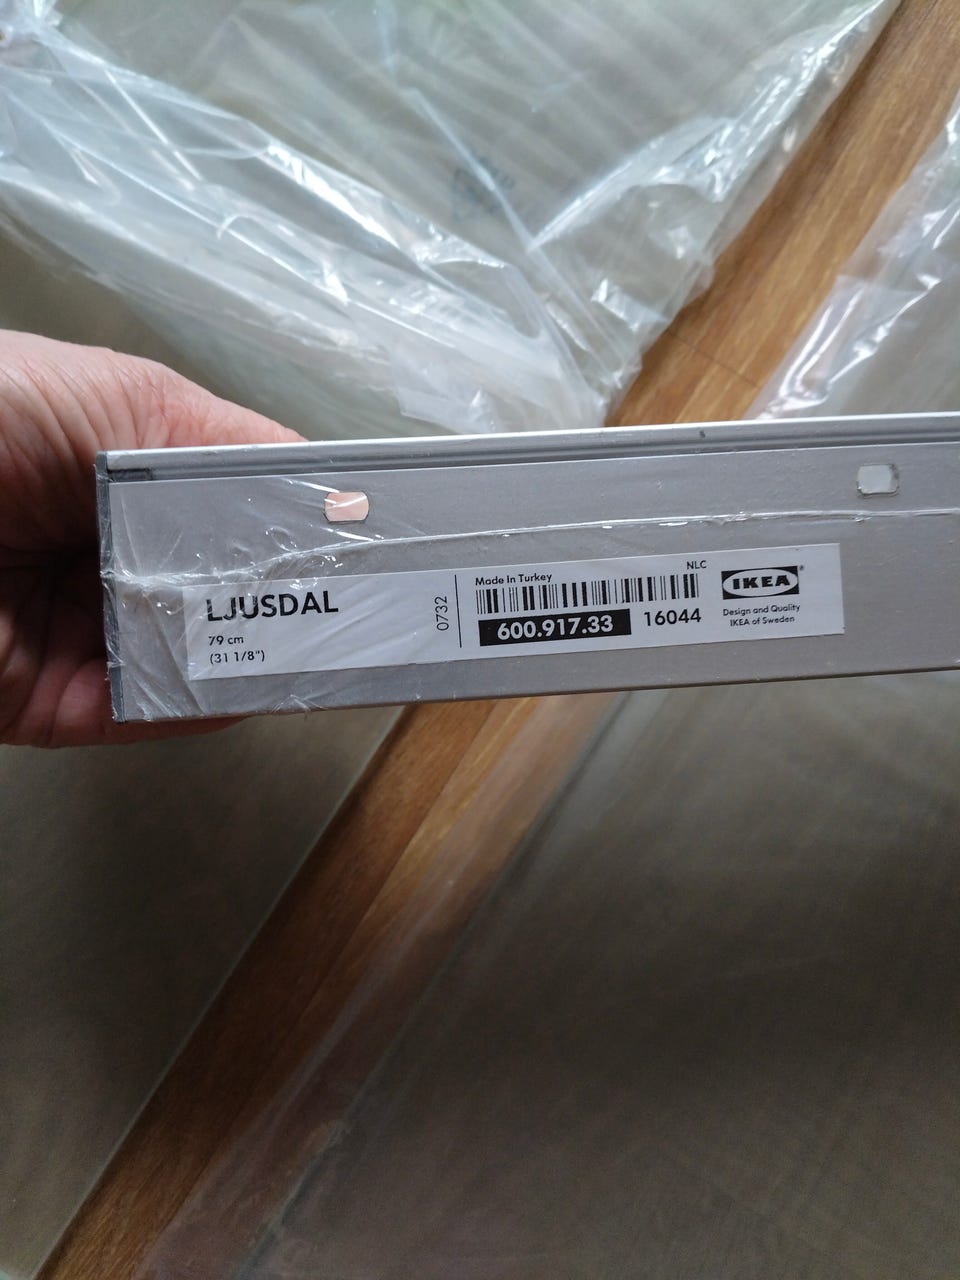 LJUSDAL
79 cm
(31 1/8")
0732
Made In Turkey
NLC
600.917.33
16044
IKEA®
Design and Quality
IKEA of Sweden